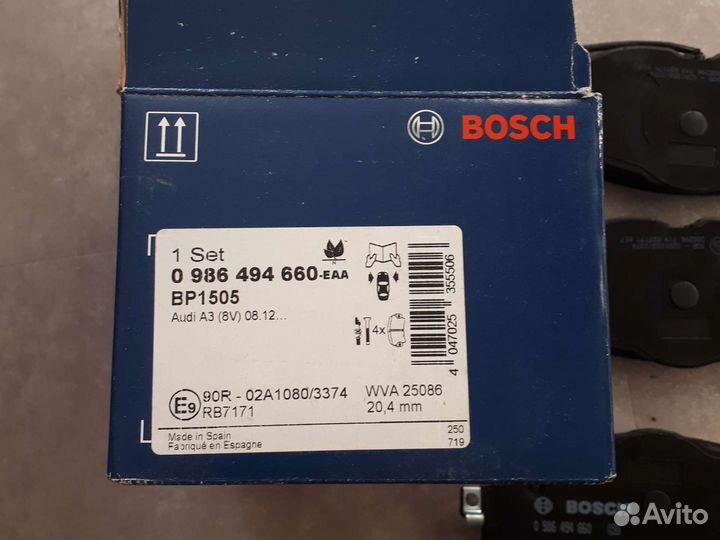 BOSCH
1 Set
0 986 494 660-EAA
BP1505
Audi A3 (8V) 08.12...
4x
4 047025 355506
E9
90R - 02A1080/3374
RB7171
WVA 25086
20,4 mm
Made in Spain
Fabriqué en Espagne
250
719
BOSCH
0 986 494 660
Avito